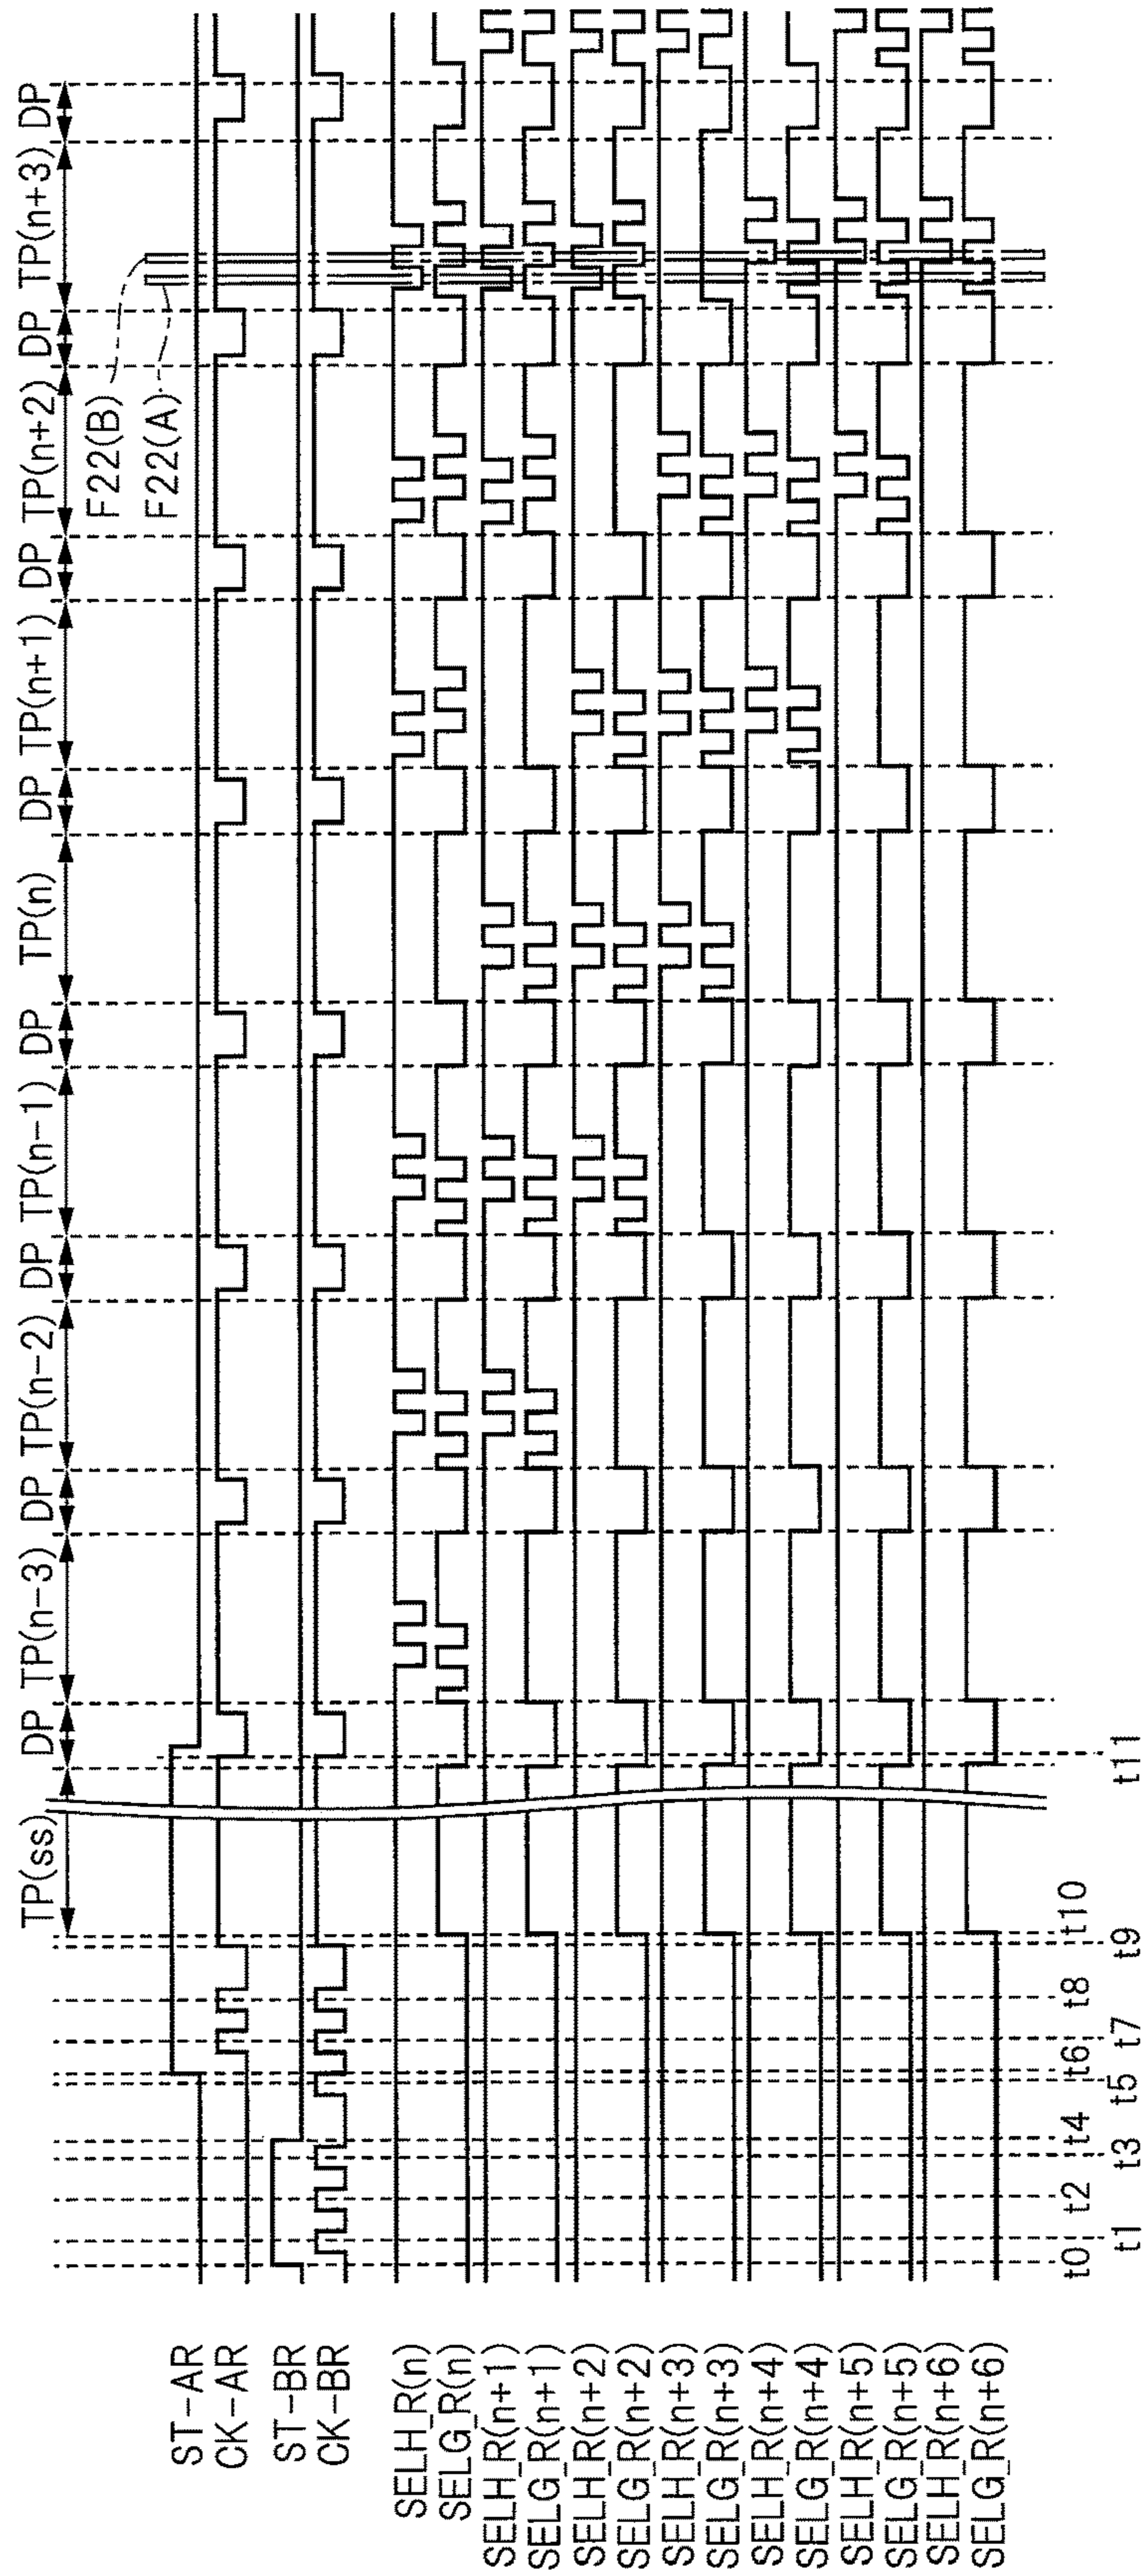 TP(ss) DP TP(n−3) DP TP(n−2) DP TP(n−1) DP TP(n) DP TP(n+1) DP TP(n+2) DP TP(n+3) DP
F22(B)
F22(A)
ST-AR
CK-AR
ST-BR
CK-BR
SELH_R(n)
SELG_R(n)
SELH_R(n+1)
SELG_R(n+1)
SELH_R(n+2)
SELG_R(n+2)
SELH_R(n+3)
SELG_R(n+3)
SELH_R(n+4)
SELG_R(n+4)
SELH_R(n+5)
SELG_R(n+5)
SELH_R(n+6)
SELG_R(n+6)
t0 t2 t4 t6 t8 t10
t1 t3 t5 t7 t9 t11